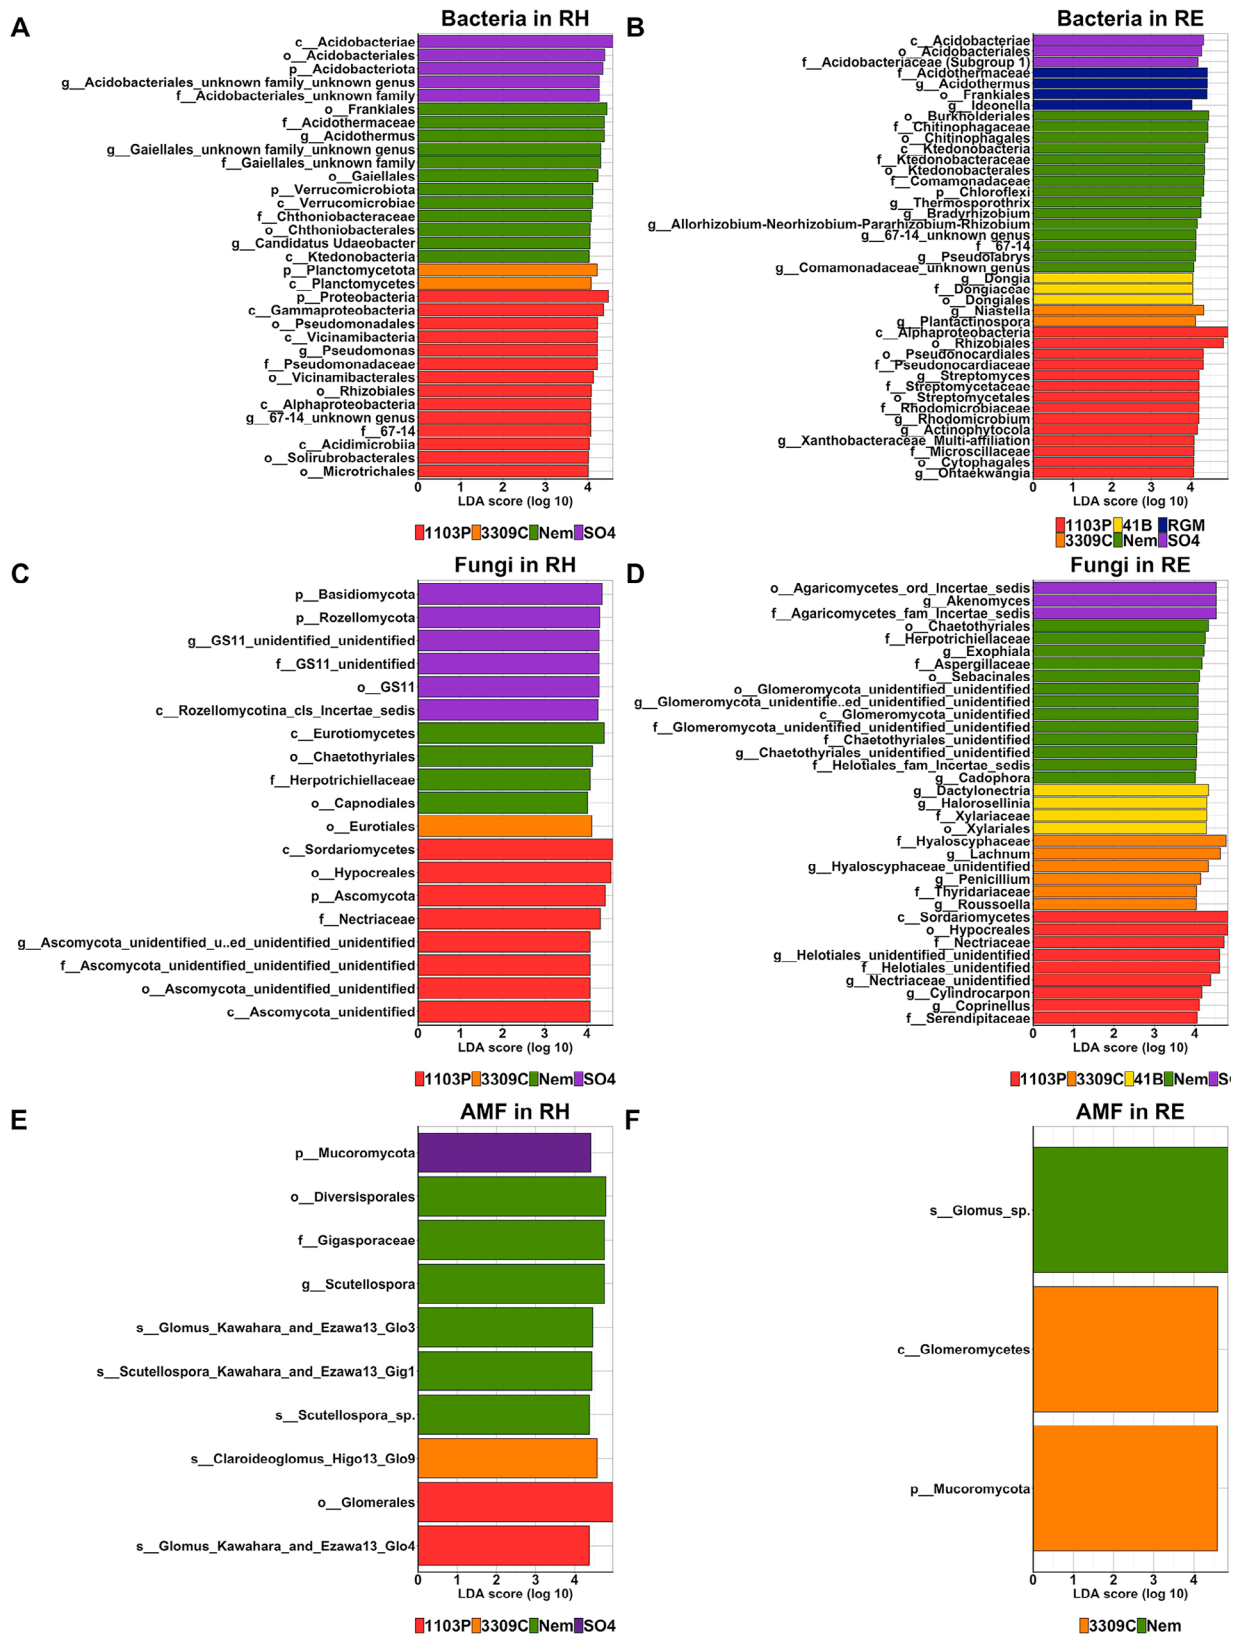 A
Bacteria in RH
c__Acidobacteriae
o__Acidobacteriales
p__Acidobacteriota
g__Acidobacteriales_unknown family_unknown genus
f__Acidobacteriales_unknown family
o__Frankiales
f__Acidothermaceae
g__Acidothermus
g__Gaiellales_unknown family_unknown genus
f__Gaiellales_unknown family
o__Gaiellales
p__Verrucomicrobiota
c__Verrucomicrobiae
f__Chthoniobacteraceae
o__Chthoniobacterales
g__Candidatus Udaeobacter
c__Ktedonobacteria
p__Planctomycetota
c__Planctomycetes
p__Proteobacteria
c__Gammaproteobacteria
o__Pseudomonadales
c__Vicinamibacteria
g__Pseudomonas
f__Pseudomonadaceae
o__Vicinamibacterales
o__Rhizobiales
c__Alphaproteobacteria
g__67-14_unknown genus
f__67-14
c__Acidimicrobiia
o__Solirubrobacterales
o__Microtrichales
0 1 2 3 4
LDA score (log 10)
1103P 3309C Nem SO4
B
Bacteria in RE
c__Acidobacteriae
o__Acidobacteriales
f__Acidobacteriaceae (Subgroup 1)
f__Acidothermaceae
g__Acidothermus
o__Frankiales
g__Ideonella
o__Burkholderiales
f__Chitinophagaceae
o__Chitinophagales
c__Ktedonobacteria
f__Ktedonobacteraceae
o__Ktedonobacterales
f__Comamonadaceae
p__Chloroflexi
g__Thermosporothrix
g__Bradyrhizobium
g__Allorhizobium-Neorhizobium-Pararhizobium-Rhizobium
g__67-14_unknown genus
f__67-14
g__Pseudolabrys
g__Comamonadaceae_unknown genus
g__Dongia
f__Dongiaceae
o__Dongiales
g__Niastella
g__Plantactinospora
c__Alphaproteobacteria
o__Rhizobiales
o__Pseudonocardiales
f__Pseudonocardiaceae
g__Streptomyces
f__Streptomycetaceae
o__Streptomycetales
f__Rhodomicrobiaceae
g__Rhodomicrobium
g__Actinophytocola
g__Xanthobacteraceae_Multi-affiliation
f__Microscillaceae
o__Cytophagales
g__Ohtaekwangia
0 1 2 3 4
LDA score (log 10)
1103P 41B RGM
3309C Nem SO4
C
Fungi in RH
p__Basidiomycota
p__Rozellomycota
g__GS11_unidentified_unidentified
f__GS11_unidentified
o__GS11
c__Rozellomycotina_cls_Incertae_sedis
c__Eurotiomycetes
o__Chaetothyriales
f__Herpotrichiellaceae
o__Capnodiales
o__Eurotiales
c__Sordariomycetes
o__Hypocreales
p__Ascomycota
f__Nectriaceae
g__Ascomycota_unidentified_u..ed_unidentified_unidentified
f__Ascomycota_unidentified_unidentified_unidentified
o__Ascomycota_unidentified_unidentified
c__Ascomycota_unidentified
0 1 2 3 4
LDA score (log 10)
1103P 3309C Nem SO4
D
Fungi in RE
o__Agaricomycetes_ord_Incertae_sedis
g__Akenomyces
f__Agaricomycetes_fam_Incertae_sedis
o__Chaetothyriales
f__Herpotrichiellaceae
g__Exophiala
f__Aspergillaceae
o__Sebacinales
o__Glomeromycota_unidentified_unidentified
g__Glomeromycota_unidentifie..ed_unidentified_unidentified
c__Glomeromycota_unidentified
f__Glomeromycota_unidentified_unidentified_unidentified
f__Chaetothyriales_unidentified
g__Chaetothyriales_unidentified_unidentified
f__Helotiales_fam_Incertae_sedis
g__Cadophora
g__Dactylonectria
g__Halorosellinia
f__Xylariaceae
o__Xylariales
f__Hyaloscyphaceae
g__Lachnum
g__Hyaloscyphaceae_unidentified
g__Penicillium
f__Thyridariaceae
g__Roussoella
c__Sordariomycetes
o__Hypocreales
f__Nectriaceae
g__Helotiales_unidentified_unidentified
f__Helotiales_unidentified
g__Nectriaceae_unidentified
g__Cylindrocarpon
g__Coprinellus
f__Serendipitaceae
0 1 2 3 4
LDA score (log 10)
1103P 3309C 41B Nem S
E
AMF in RH
p__Mucoromycota
o__Diversisporales
f__Gigasporaceae
g__Scutellospora
s__Glomus_Kawahara_and_Ezawa13_Glo3
s__Scutellospora_Kawahara_and_Ezawa13_Gig1
s__Scutellospora_sp.
s__Claroideoglomus_Higo13_Glo9
o__Glomerales
s__Glomus_Kawahara_and_Ezawa13_Glo4
0 1 2 3 4
LDA score (log 10)
1103P 3309C Nem SO4
F
AMF in RE
s__Glomus_sp.
c__Glomeromycetes
p__Mucoromycota
0 1 2 3 4
LDA score (log 10)
3309C Nem